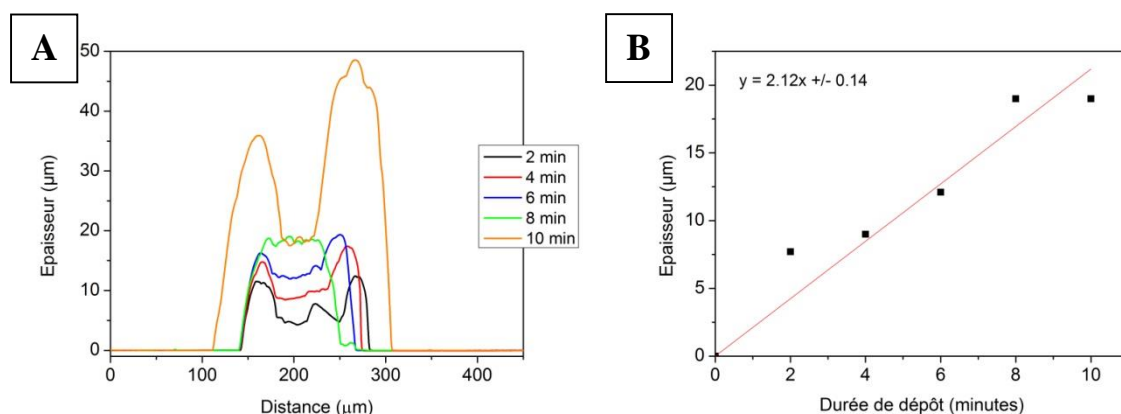 A
50
40
30
20
10
0
Epaisseur (µm)
0
100
200
300
400
Distance (µm)
2 min
4 min
6 min
8 min
10 min
B
y = 2.12x +/- 0.14
20
15
10
5
0
Epaisseur (µm)
0
2
4
6
8
10
Durée de dépôt (minutes)